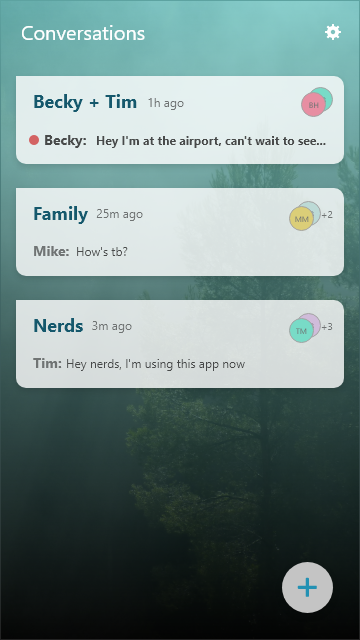 Conversations
Becky + Tim 1h ago
BH
Becky: Hey I'm at the airport, can't wait to see...
Family 25m ago
MM +2
Mike: How's tb?
Nerds 3m ago
TM +3
Tim: Hey nerds, I'm using this app now